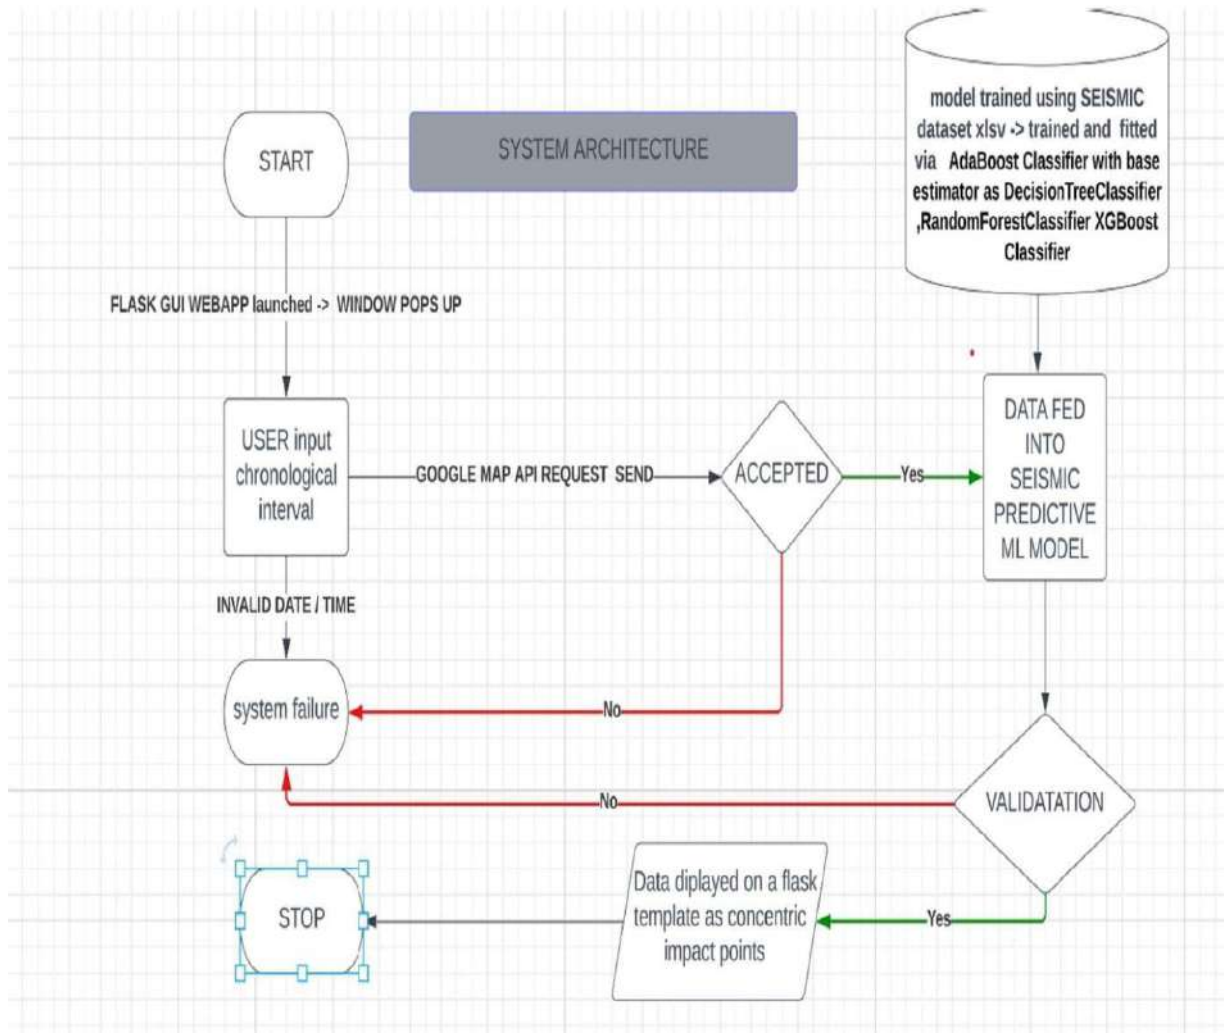 model trained using SEISMIC
dataset xlsv -> trained and fitted
via AdaBoost Classifier with base
estimator as DecisionTreeClassifier
,RandomForestClassifier XGBoost
Classifier
SYSTEM ARCHITECTURE
START
FLASK GUI WEBAPP launched -> WINDOW POPS UP
USER input
chronological
interval
GOOGLE MAP API REQUEST SEND
ACCEPTED
Yes
DATA FED
INTO
SEISMIC
PREDICTIVE
ML MODEL
INVALID DATE / TIME
system failure
No
No
VALIDATATION
Yes
Data diplayed on a flask
template as concentric
impact points
STOP